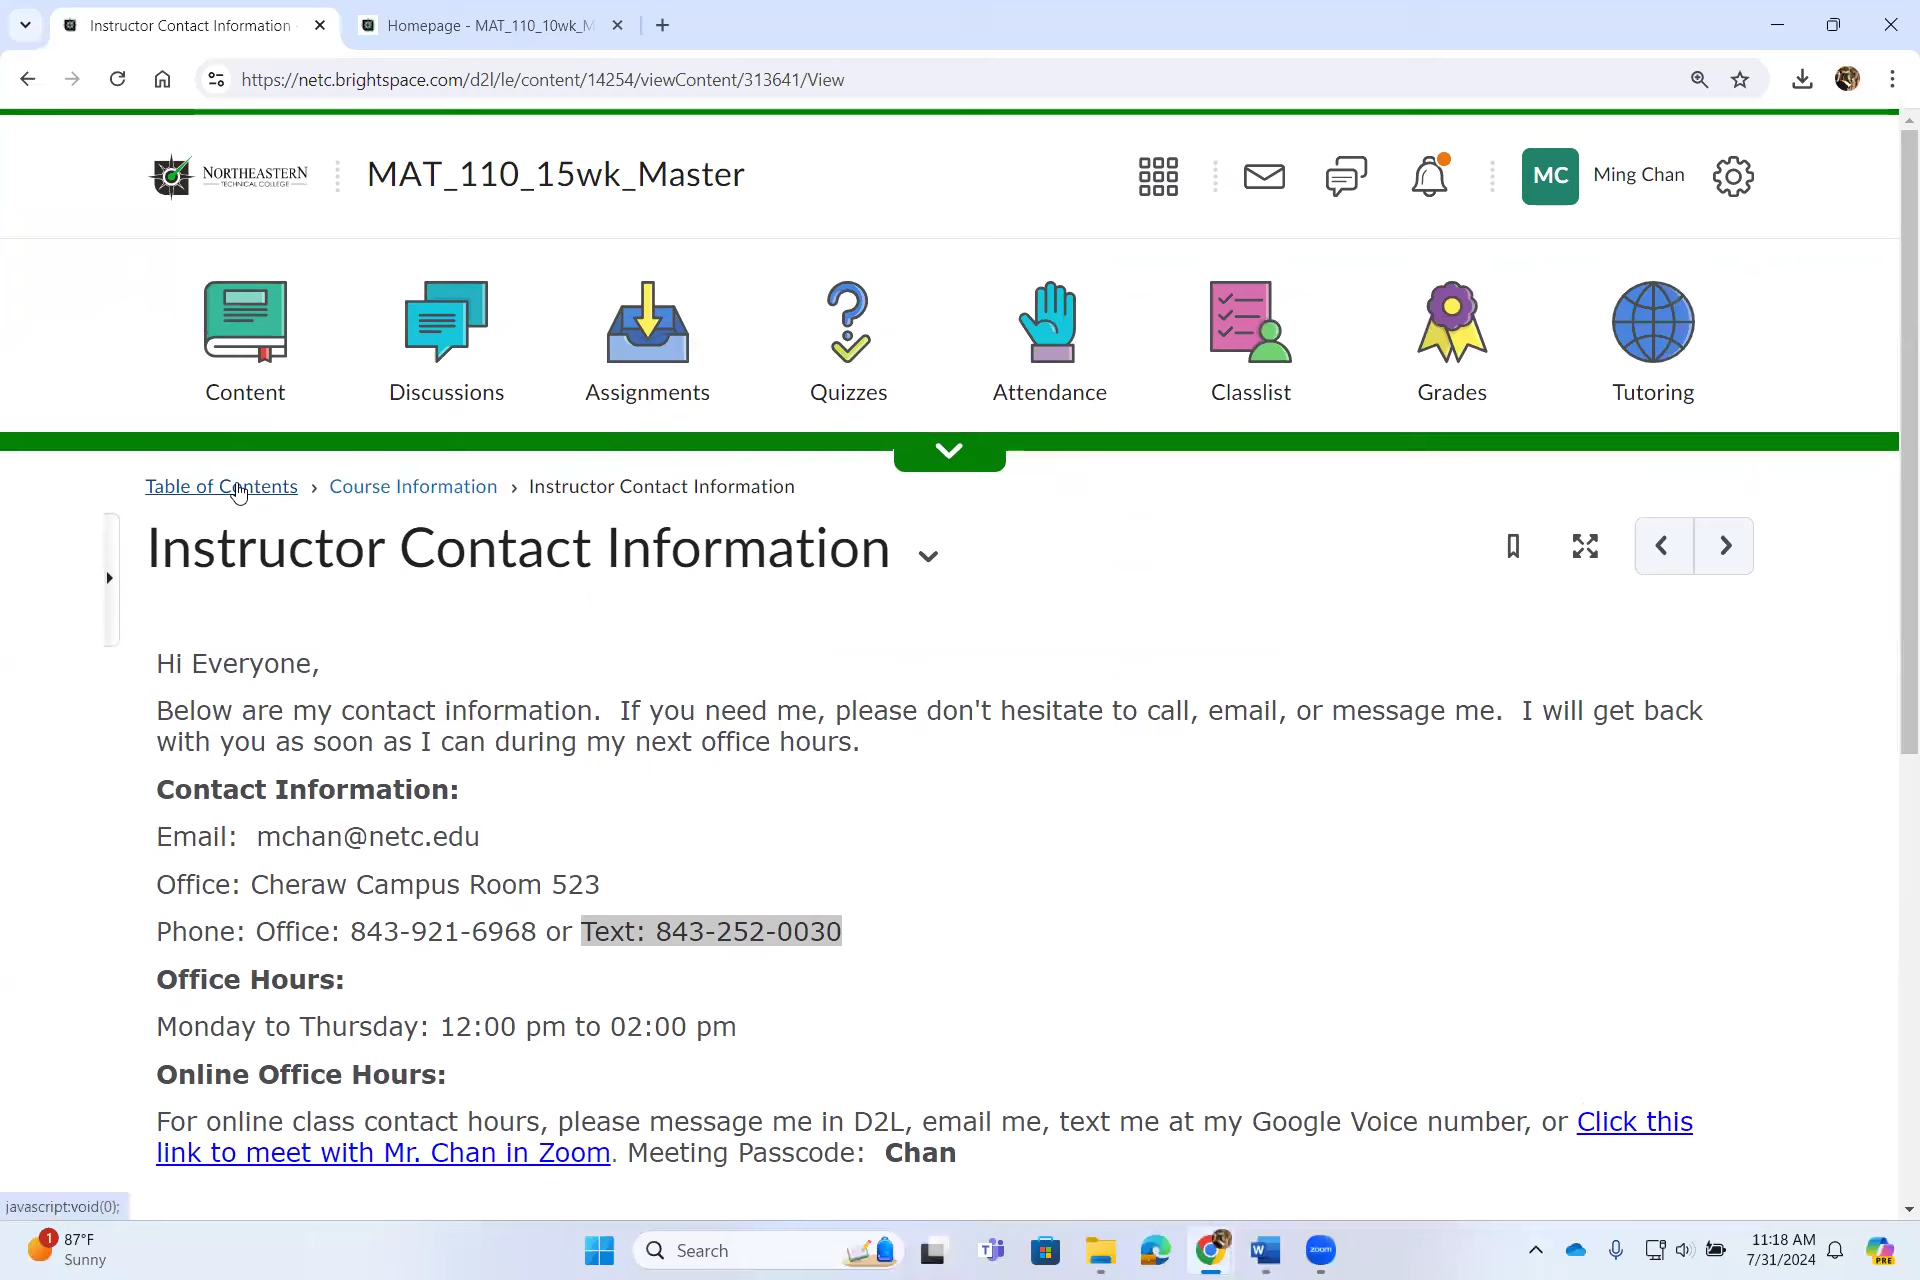 Instructor Contact Information
Homepage - MAT_110_10wk_M
https://netc.brightspace.com/d2l/le/content/14254/viewContent/313641/View
NORTHEASTERN
TECHNICAL COLLEGE
MAT_110_15wk_Master
MC
Ming Chan
Content
Discussions
Assignments
Quizzes
Attendance
Classlist
Grades
Tutoring
Table of Contents › Course Information › Instructor Contact Information
Instructor Contact Information
Hi Everyone,
Below are my contact information.  If you need me, please don't hesitate to call, email, or message me.  I will get back
with you as soon as I can during my next office hours.
Contact Information:
Email:  mchan@netc.edu
Office: Cheraw Campus Room 523
Phone: Office: 843-921-6968 or Text: 843-252-0030
Office Hours:
Monday to Thursday: 12:00 pm to 02:00 pm
Online Office Hours:
For online class contact hours, please message me in D2L, email me, text me at my Google Voice number, or Click this
link to meet with Mr. Chan in Zoom. Meeting Passcode:  Chan
javascript:void(0);
1
87°F
Sunny
Search
zoom
11:18 AM
7/31/2024
PRE